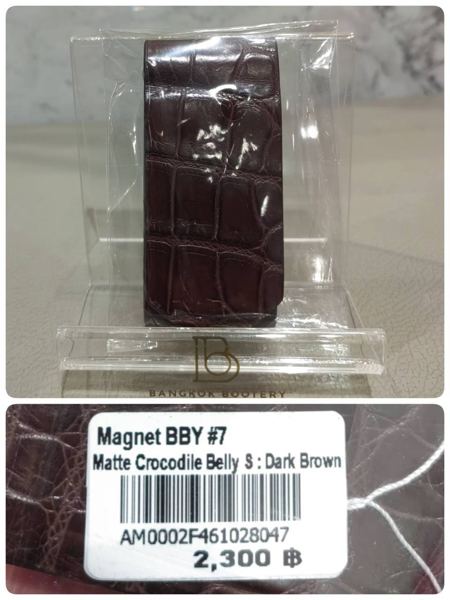 B
BANGKOK BOOTERY
Magnet BBY #7
Matte Crocodile Belly S : Dark Brown
AM0002F461028047
2,300 ฿